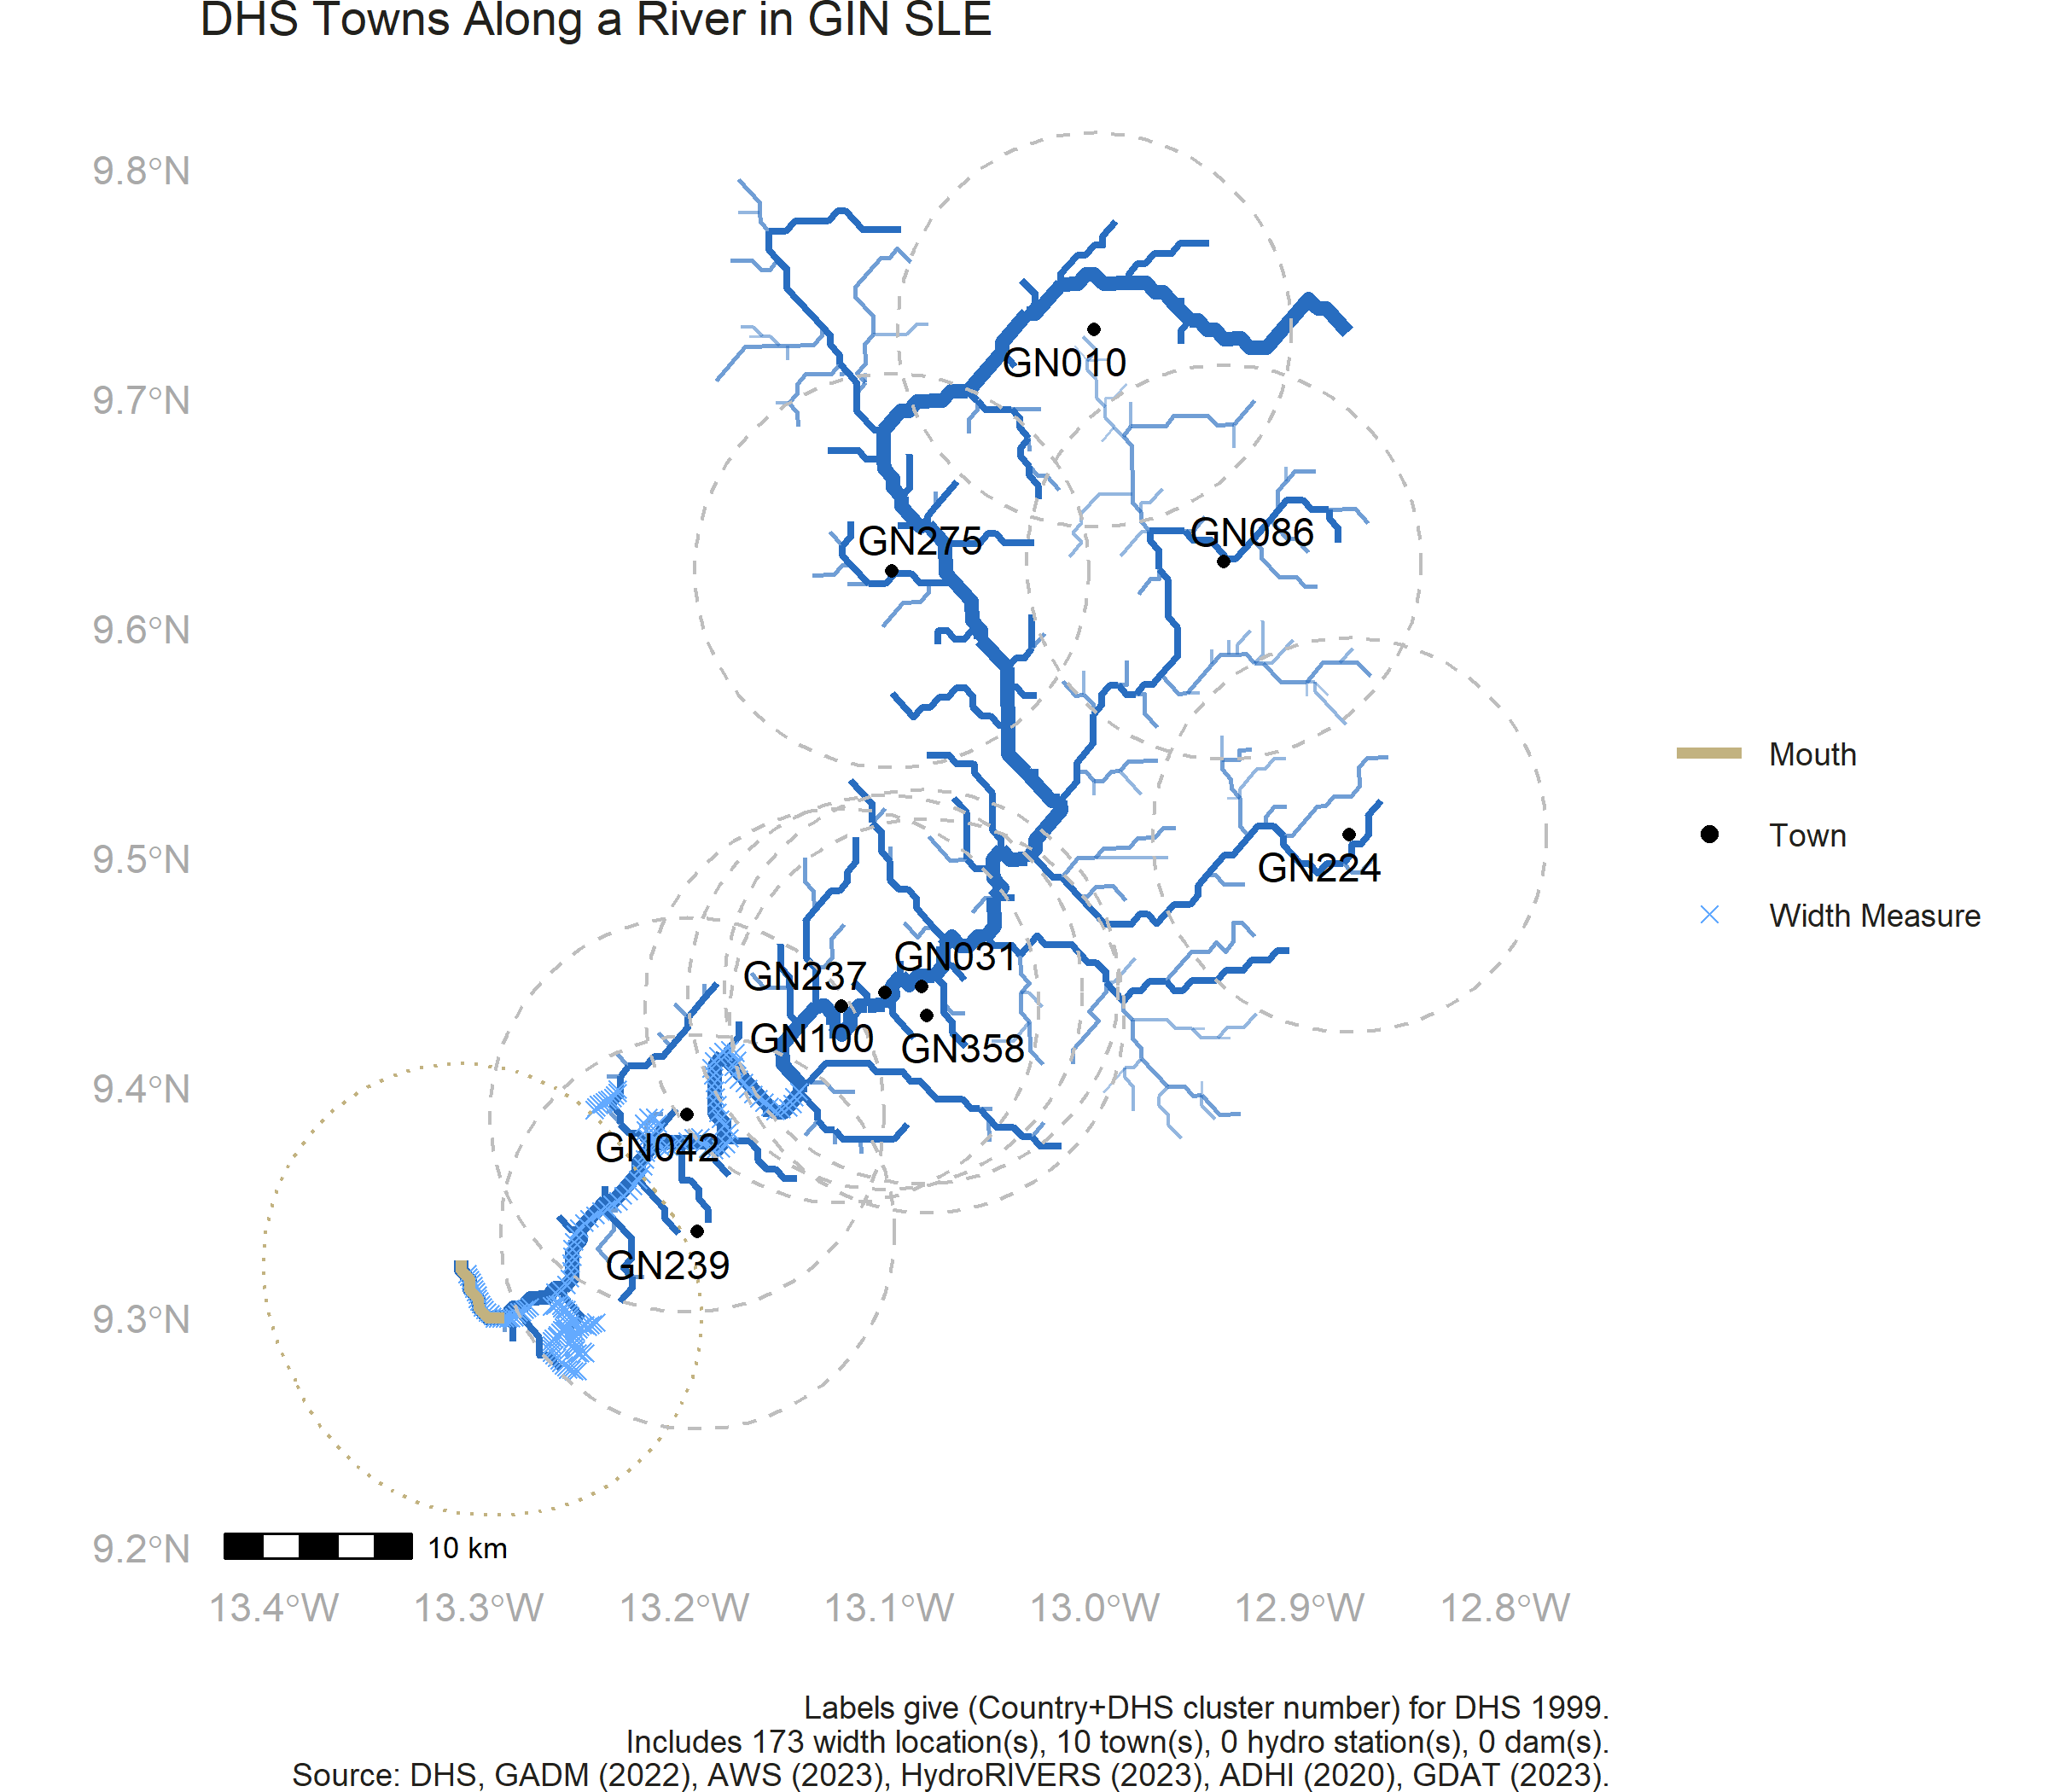 DHS Towns Along a River in GIN SLE
9.8°N
9.7°N
9.6°N
9.5°N
9.4°N
9.3°N
9.2°N
GN010
GN275
GN086
GN224
GN031
GN237
GN100
GN358
GN042
GN239
Mouth
Town
Width Measure
10 km
13.4°W 13.3°W 13.2°W 13.1°W 13.0°W 12.9°W 12.8°W
Labels give (Country+DHS cluster number) for DHS 1999.
Includes 173 width location(s), 10 town(s), 0 hydro station(s), 0 dam(s).
Source: DHS, GADM (2022), AWS (2023), HydroRIVERS (2023), ADHI (2020), GDAT (2023).